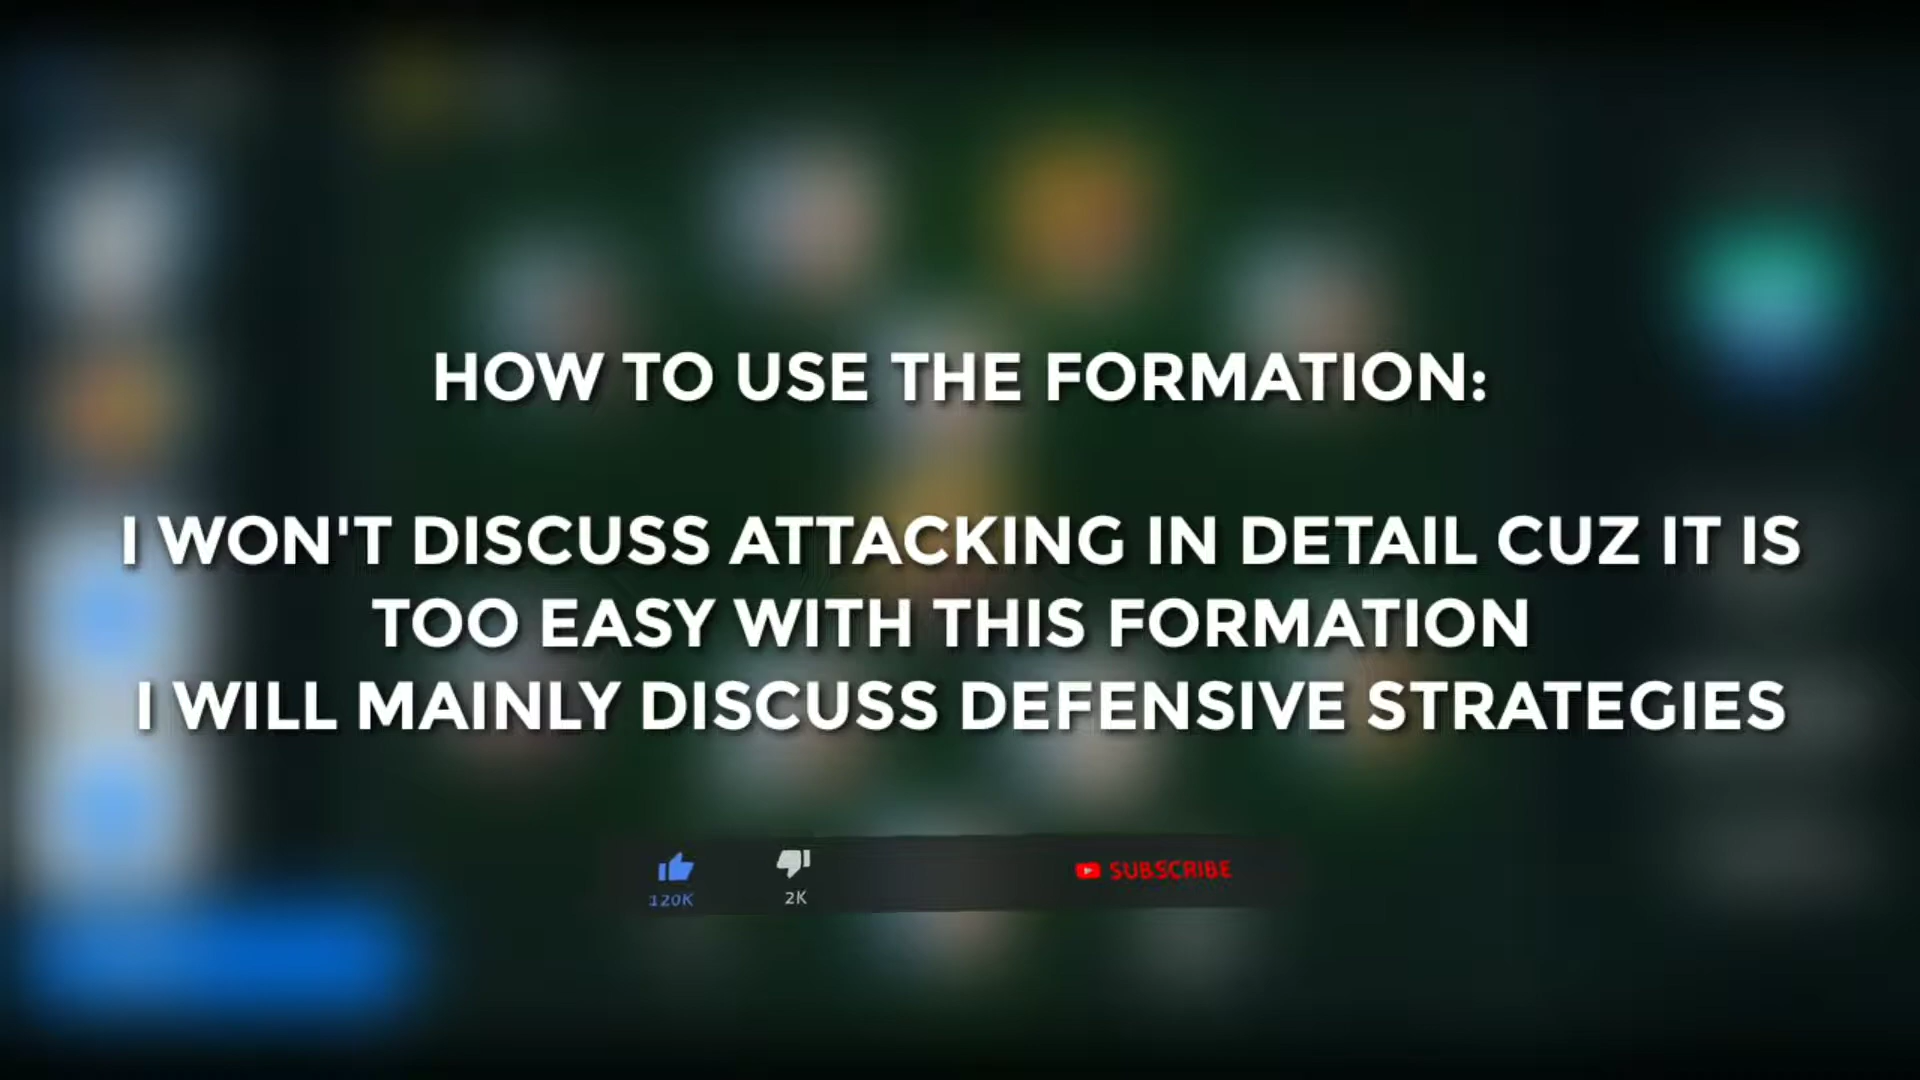 HOW TO USE THE FORMATION:
I WON'T DISCUSS ATTACKING IN DETAIL CUZ IT IS
TOO EASY WITH THIS FORMATION
I WILL MAINLY DISCUSS DEFENSIVE STRATEGIES
120K
2K
SUBSCRIBE